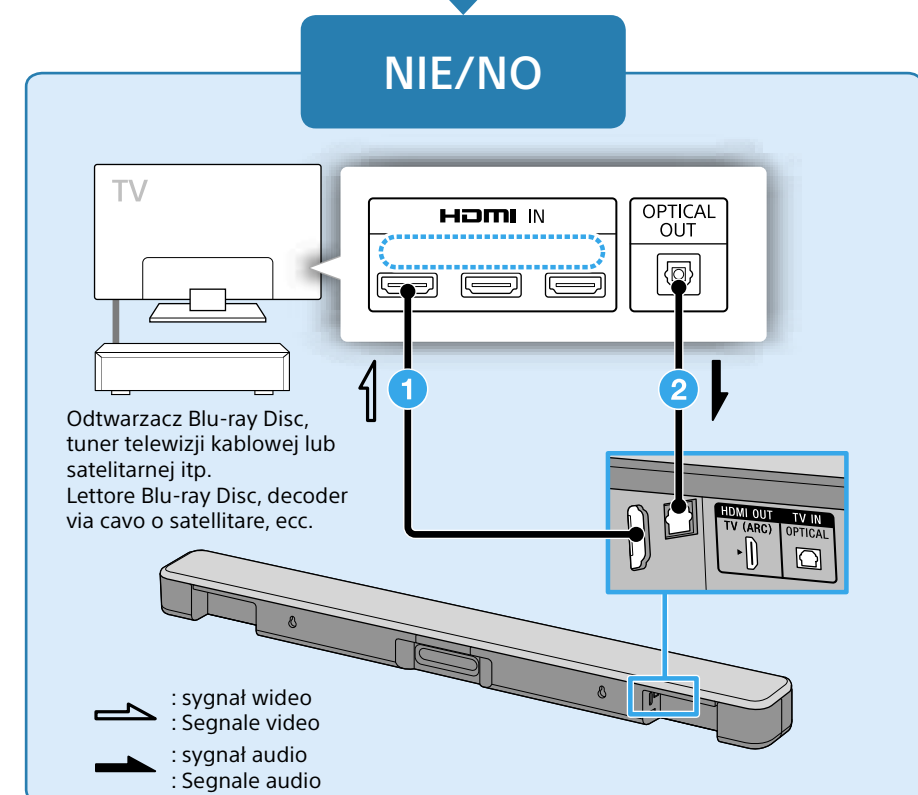 NIE/NO
TV
HDMI IN
OPTICAL
OUT
1
2
Odtwarzacz Blu-ray Disc,
tuner telewizji kablowej lub
satelitarnej itp.
Lettore Blu-ray Disc, decoder
via cavo o satellitare, ecc.
HDMI OUT
TV (ARC)
TV IN
OPTICAL
: sygnał wideo
: Segnale video
: sygnał audio
: Segnale audio